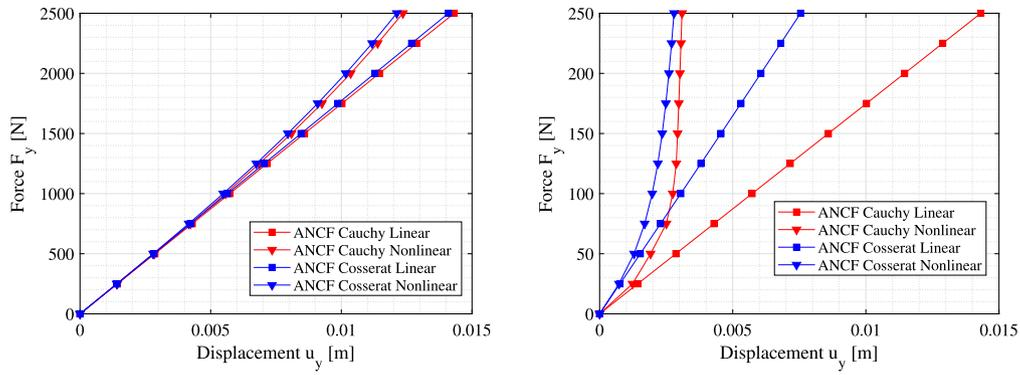 2500
2000
1500
1000
500
0
Force F_y [N]
0 0.005 0.01 0.015
Displacement u_y [m]
ANCF Cauchy Linear
ANCF Cauchy Nonlinear
ANCF Cosserat Linear
ANCF Cosserat Nonlinear
250
200
150
100
50
0
Force F_y [N]
0 0.005 0.01 0.015
Displacement u_y [m]
ANCF Cauchy Linear
ANCF Cauchy Nonlinear
ANCF Cosserat Linear
ANCF Cosserat Nonlinear